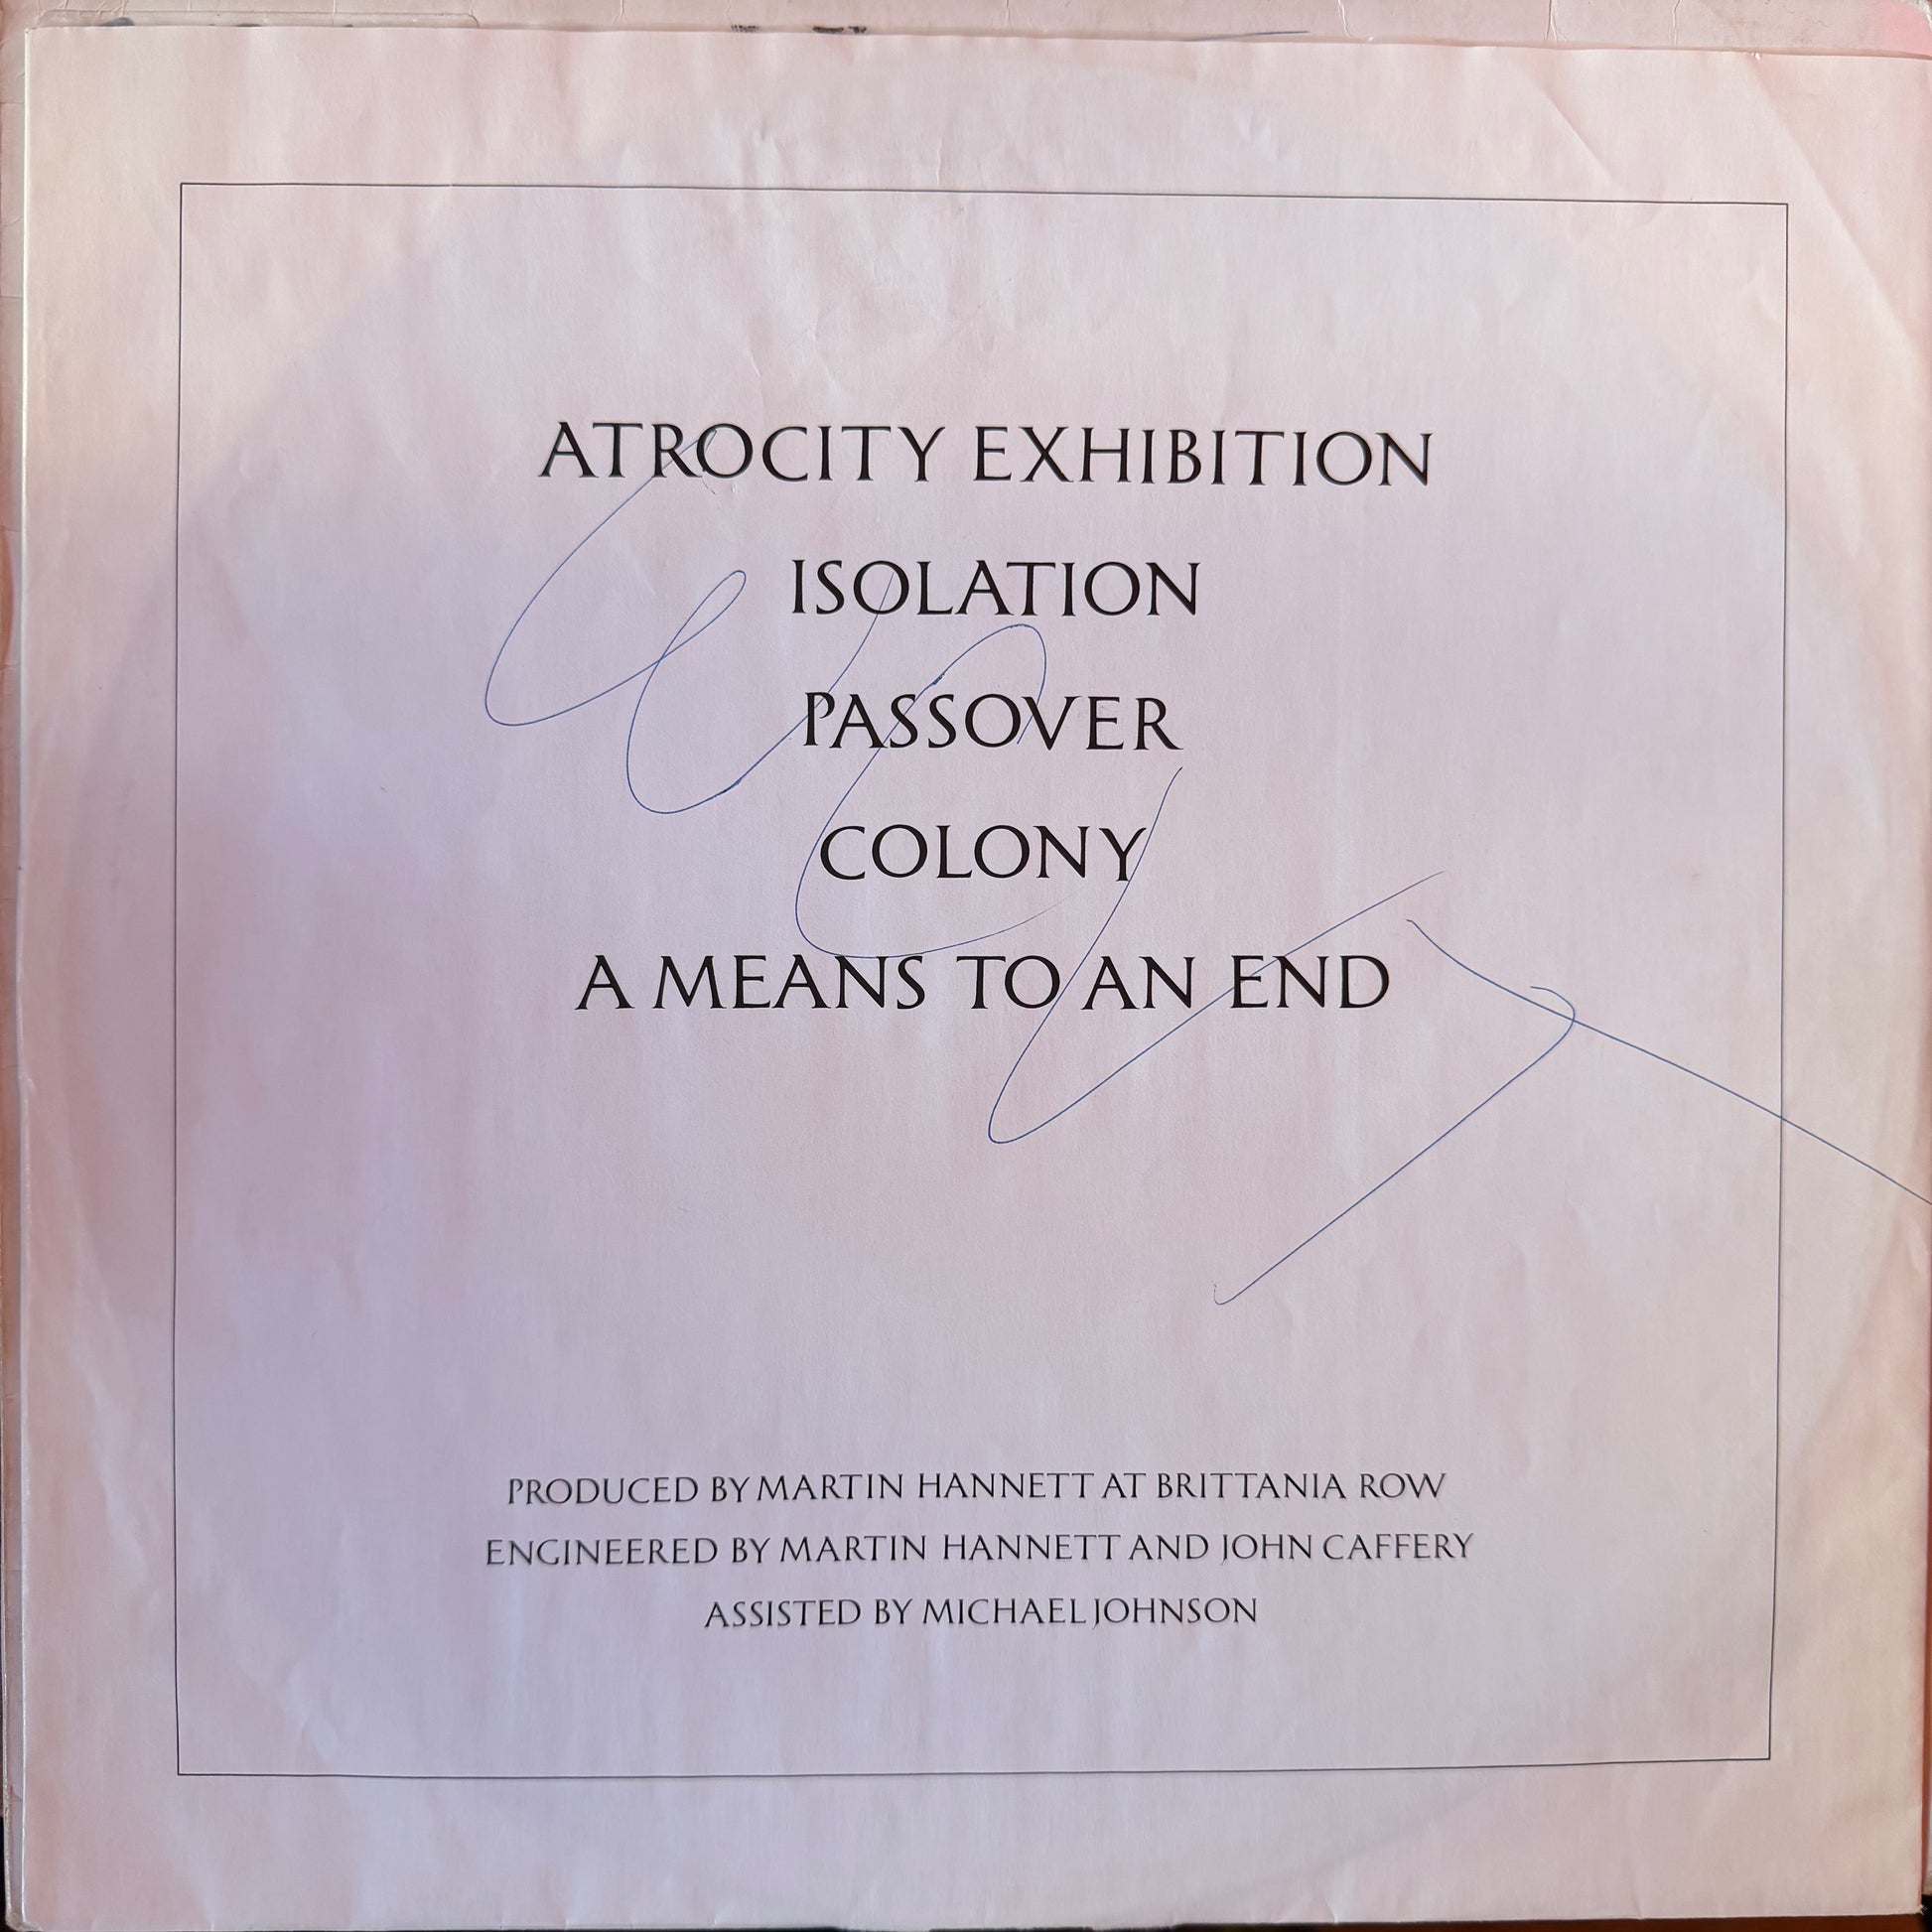 ATROCITY EXHIBITION
ISOLATION
PASSOVER
COLONY
A MEANS TO AN END
PRODUCED BY MARTIN HANNETT AT BRITTANIA ROW
ENGINEERED BY MARTIN HANNETT AND JOHN CAFFERY
ASSISTED BY MICHAEL JOHNSON